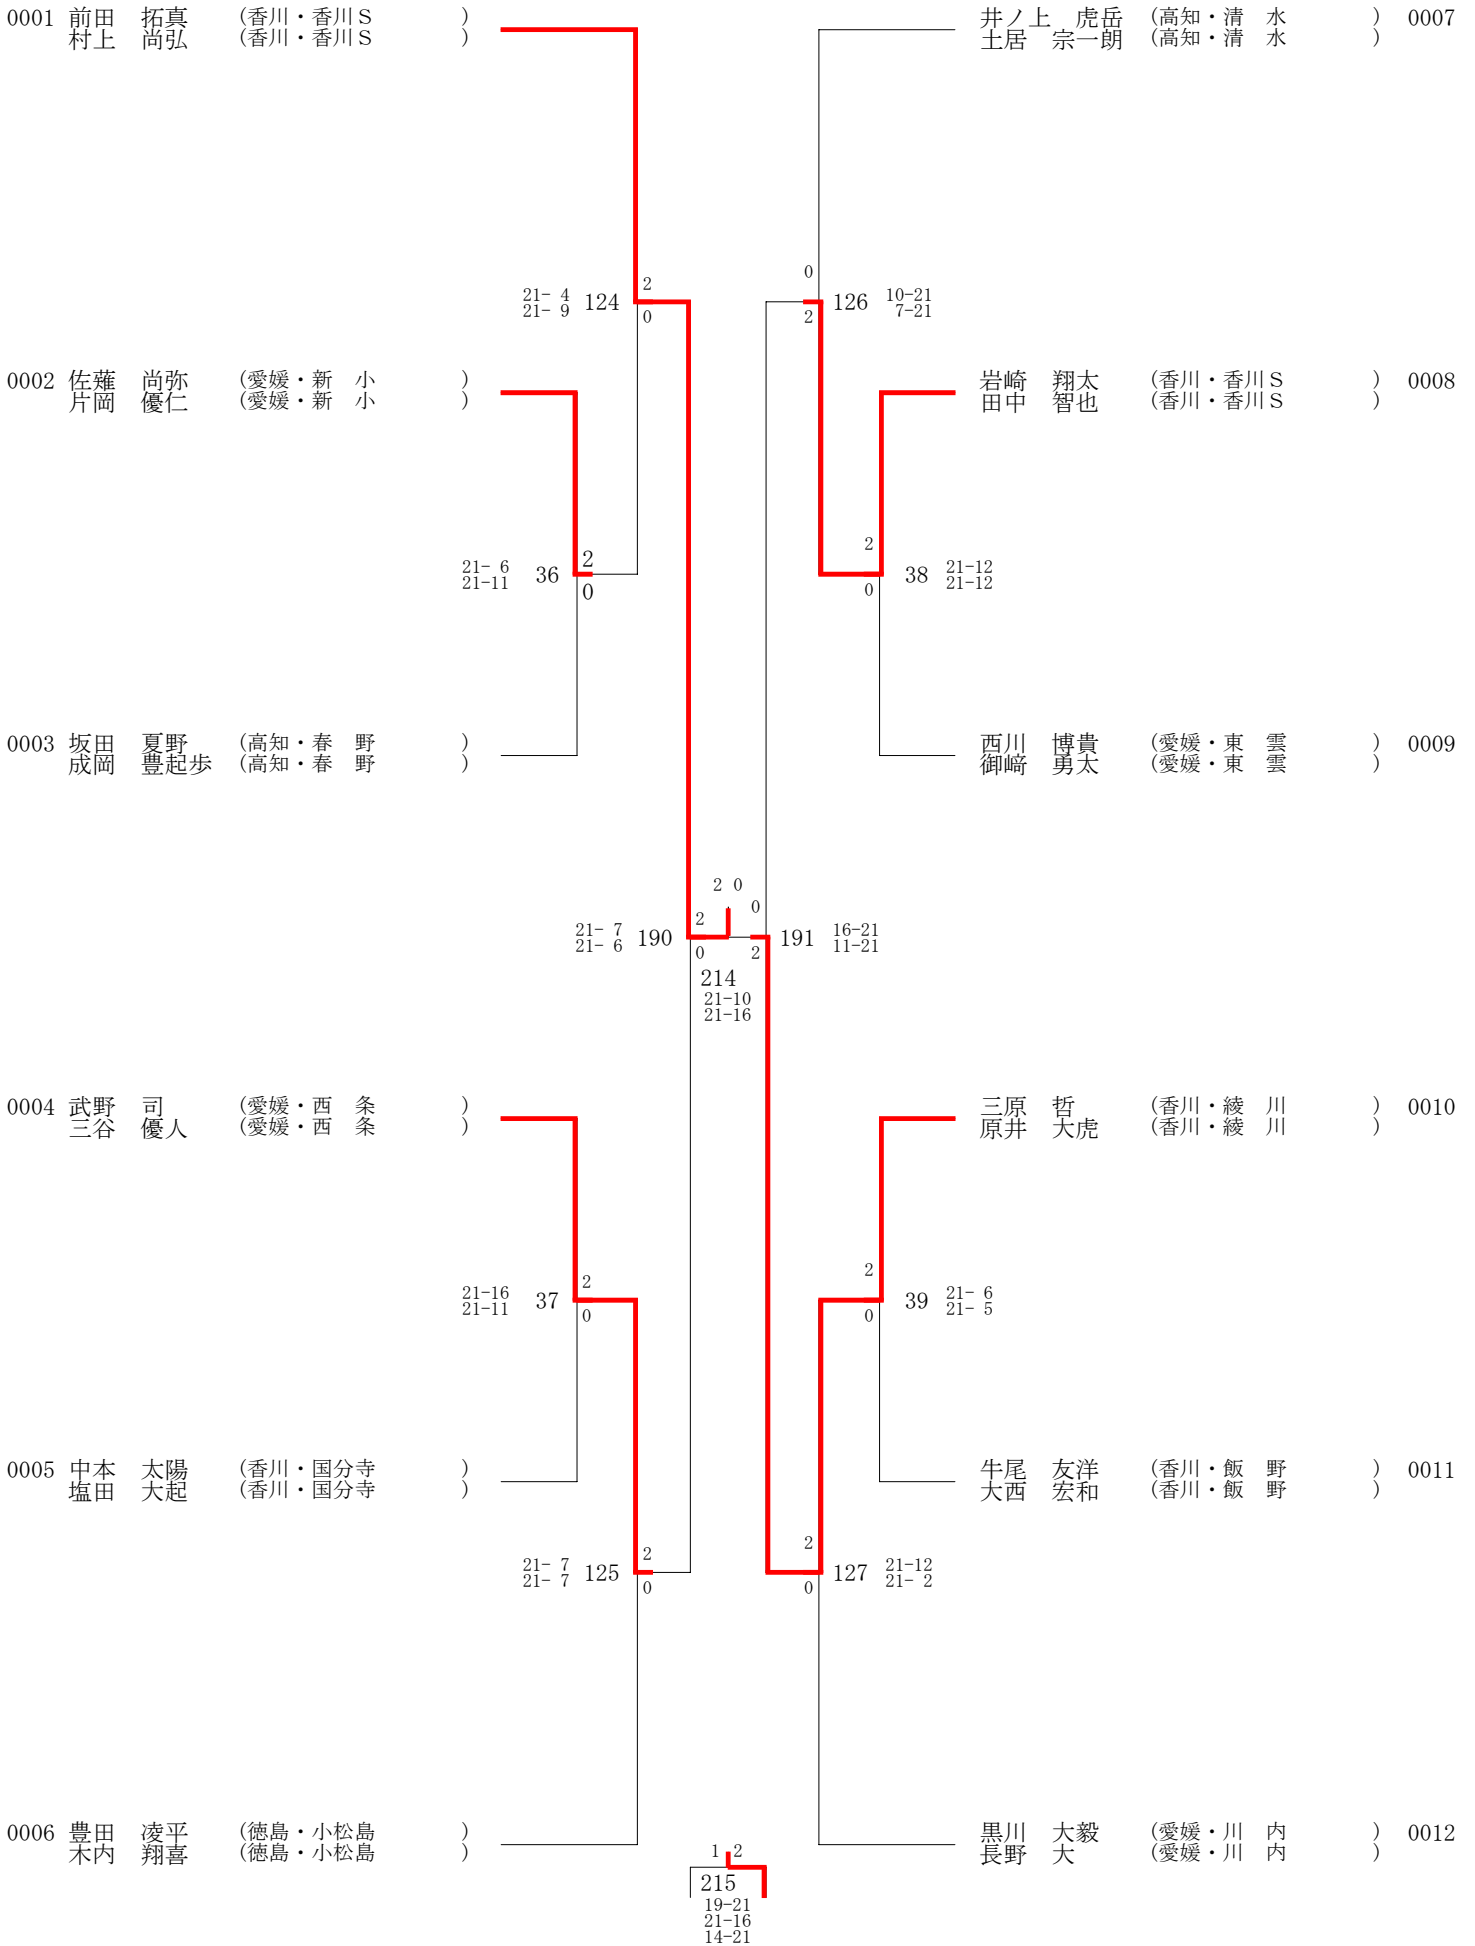 0001 前田 拓真 (香川・香川S )
村上 尚弘 (香川・香川S )
井ノ上 虎岳 (高知・清 水 ) 0007
土居 宗一朗 (高知・清 水 )
2
21- 4
21- 9
124
0
0
126
10-21
7-21
2
0002 佐薙 尚弥 (愛媛・新 小 )
片岡 優仁 (愛媛・新 小 )
岩崎 翔太 (香川・香川S ) 0008
田中 智也 (香川・香川S )
21- 6
21-11
36
2
0
2
38
21-12
21-12
0
0003 坂田 夏野 (高知・春 野 )
成岡 豊起歩 (高知・春 野 )
西川 博貴 (愛媛・東 雲 ) 0009
御﨑 勇太 (愛媛・東 雲 )
2 0
21- 7
21- 6
190
2
0
0
2
191
16-21
11-21
214
21-10
21-16
0004 武野 司 (愛媛・西 条 )
三谷 優人 (愛媛・西 条 )
三原 哲 (香川・綾 川 ) 0010
原井 大虎 (香川・綾 川 )
21-16
21-11
37
2
0
2
39
21- 6
21- 5
0
0005 中本 太陽 (香川・国分寺 )
塩田 大起 (香川・国分寺 )
牛尾 友洋 (香川・飯 野 ) 0011
大西 宏和 (香川・飯 野 )
21- 7
21- 7
125
2
0
2
127
21-12
21- 2
0
0006 豊田 凌平 (徳島・小松島 )
木内 翔喜 (徳島・小松島 )
黒川 大毅 (愛媛・川 内 ) 0012
長野 大 (愛媛・川 内 )
1 2
215
19-21
21-16
14-21